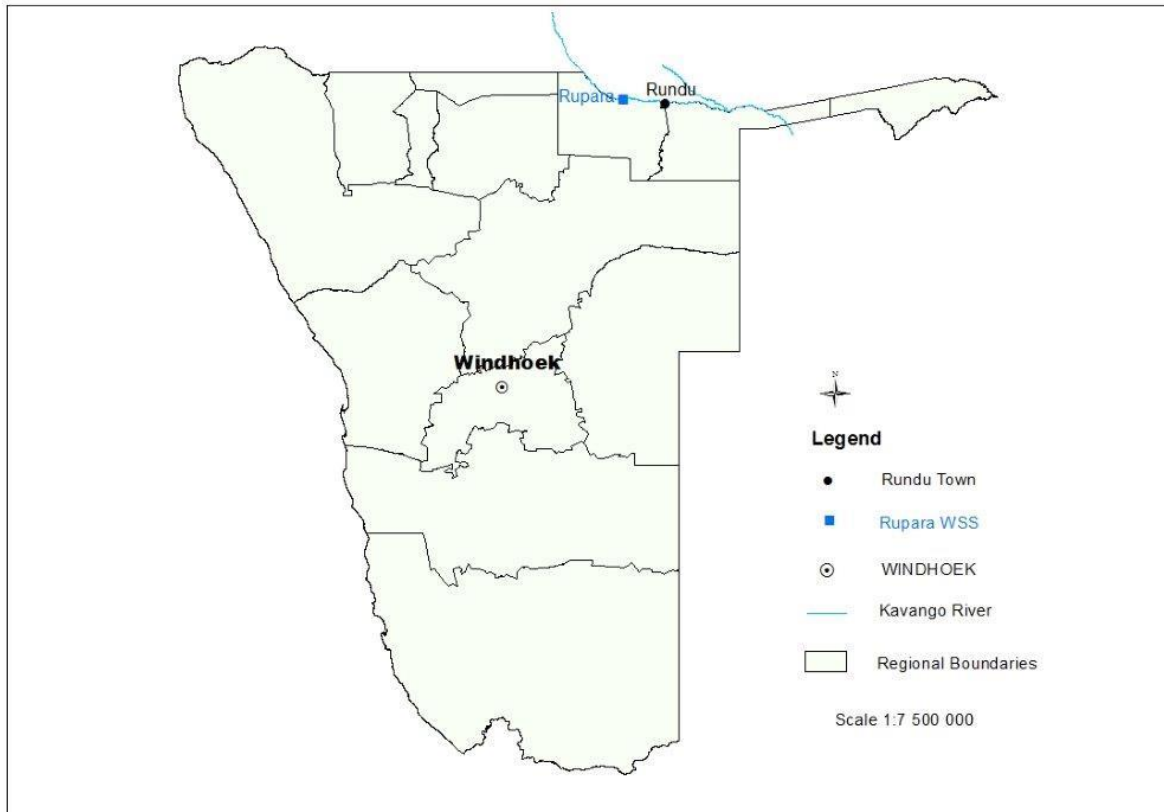 Rundu
Rupara
Windhoek
N
Legend
Rundu Town
Rupara WSS
WINDHOEK
Kavango River
Regional Boundaries
Scale 1:7 500 000